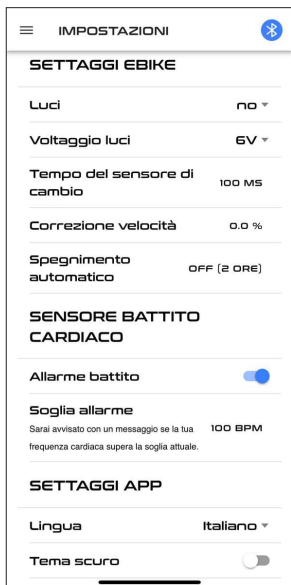 IMPOSTAZIONI
SETTAGGI EBIKE
Luci no
Voltaggio luci 6V
Tempo del sensore di
cambio 100 MS
Correzione velocità 0.0 %
Spegnimento
automatico OFF (2 ORE)
SENSORE BATTITO
CARDIACO
Allarme battito
Soglia allarme
Sarai avvisato con un messaggio se la tua 100 BPM
frequenza cardiaca supera la soglia attuale.
SETTAGGI APP
Lingua Italiano
Tema scuro